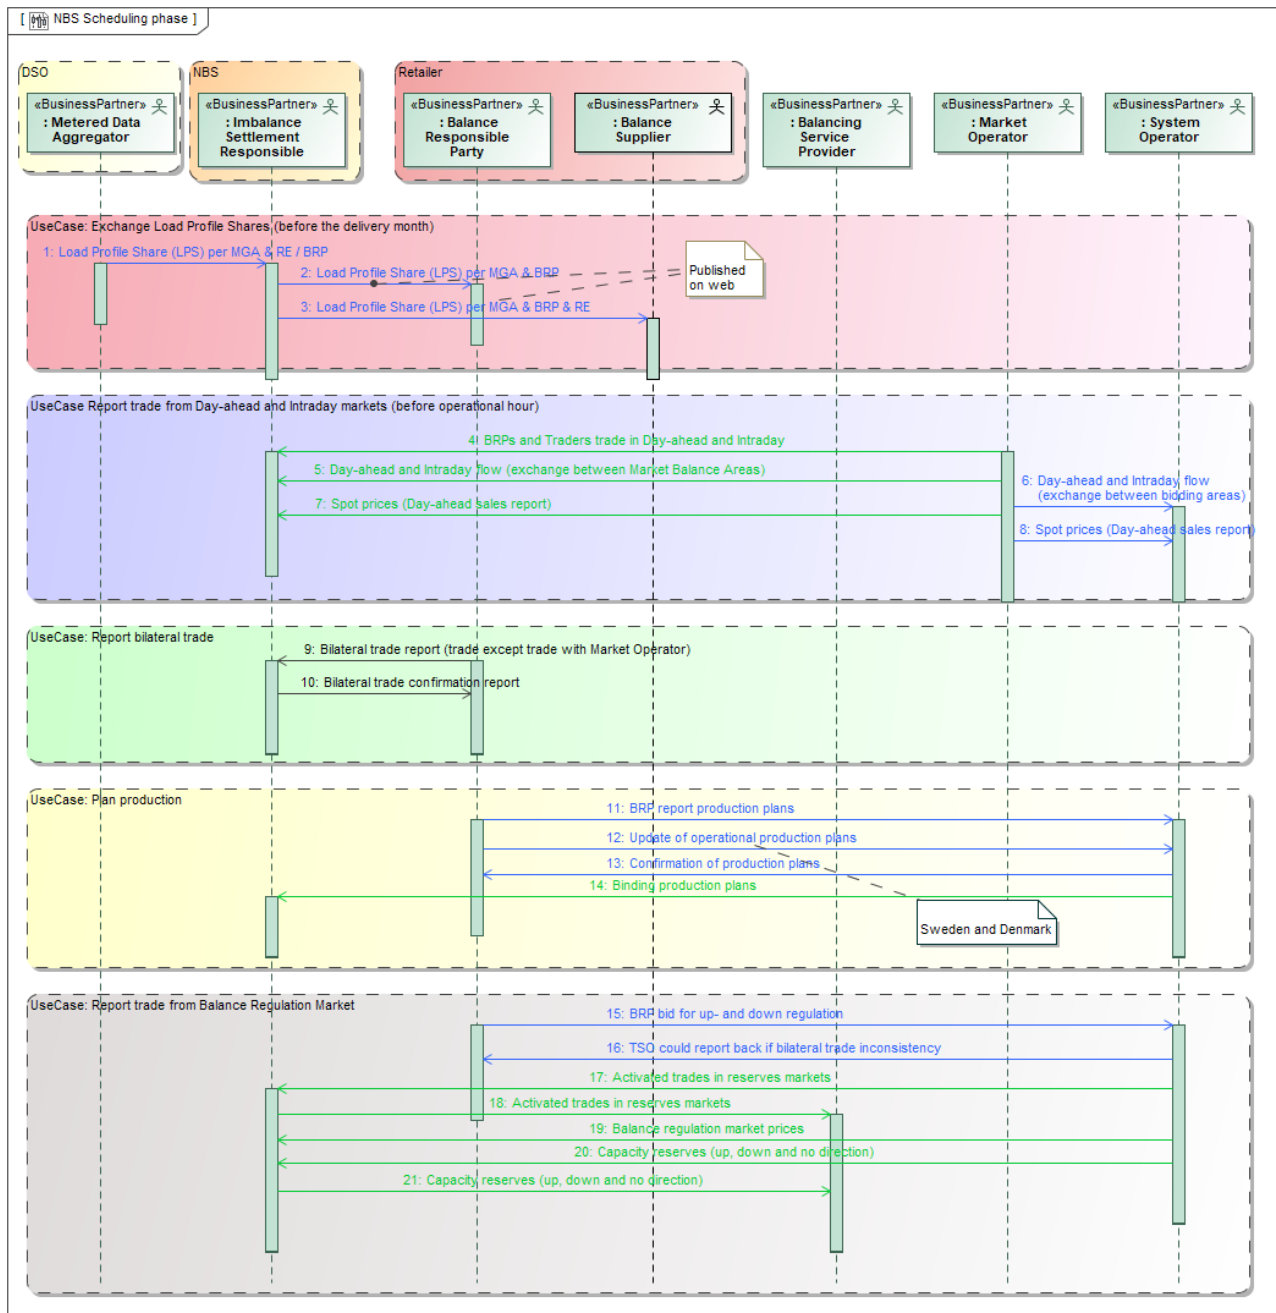 [ NBS Scheduling phase ]
DSO
NBS
Retailer
«BusinessPartner»
: Metered Data
Aggregator
«BusinessPartner»
: Imbalance
Settlement
Responsible
«BusinessPartner»
: Balance
Responsible
Party
«BusinessPartner»
: Balance
Supplier
«BusinessPartner»
: Balancing
Service
Provider
«BusinessPartner»
: Market
Operator
«BusinessPartner»
: System
Operator
UseCase: Exchange Load Profile Shares (before the delivery month)
1: Load Profile Share (LPS) per MGA & RE / BRP
2: Load Profile Share (LPS) per MGA & BRP
Published
on web
3: Load Profile Share (LPS) per MGA & BRP & RE
UseCase Report trade from Day-ahead and Intraday markets (before operational hour)
4: BRPs and Traders trade in Day-ahead and Intraday
5: Day-ahead and Intraday flow (exchange between Market Balance Areas)
6: Day-ahead and Intraday flow
(exchange between bidding areas)
7: Spot prices (Day-ahead sales report)
8: Spot prices (Day-ahead sales report)
UseCase: Report bilateral trade
9: Bilateral trade report (trade except trade with Market Operator)
10: Bilateral trade confirmation report
UseCase: Plan production
11: BRP report production plans
12: Update of operational production plans
13: Confirmation of production plans
14: Binding production plans
Sweden and Denmark
UseCase: Report trade from Balance Regulation Market
15: BRP bid for up- and down regulation
16: TSO could report back if bilateral trade inconsistency
17: Activated trades in reserves markets
18: Activated trades in reserves markets
19: Balance regulation market prices
20: Capacity reserves (up, down and no direction)
21: Capacity reserves (up, down and no direction)